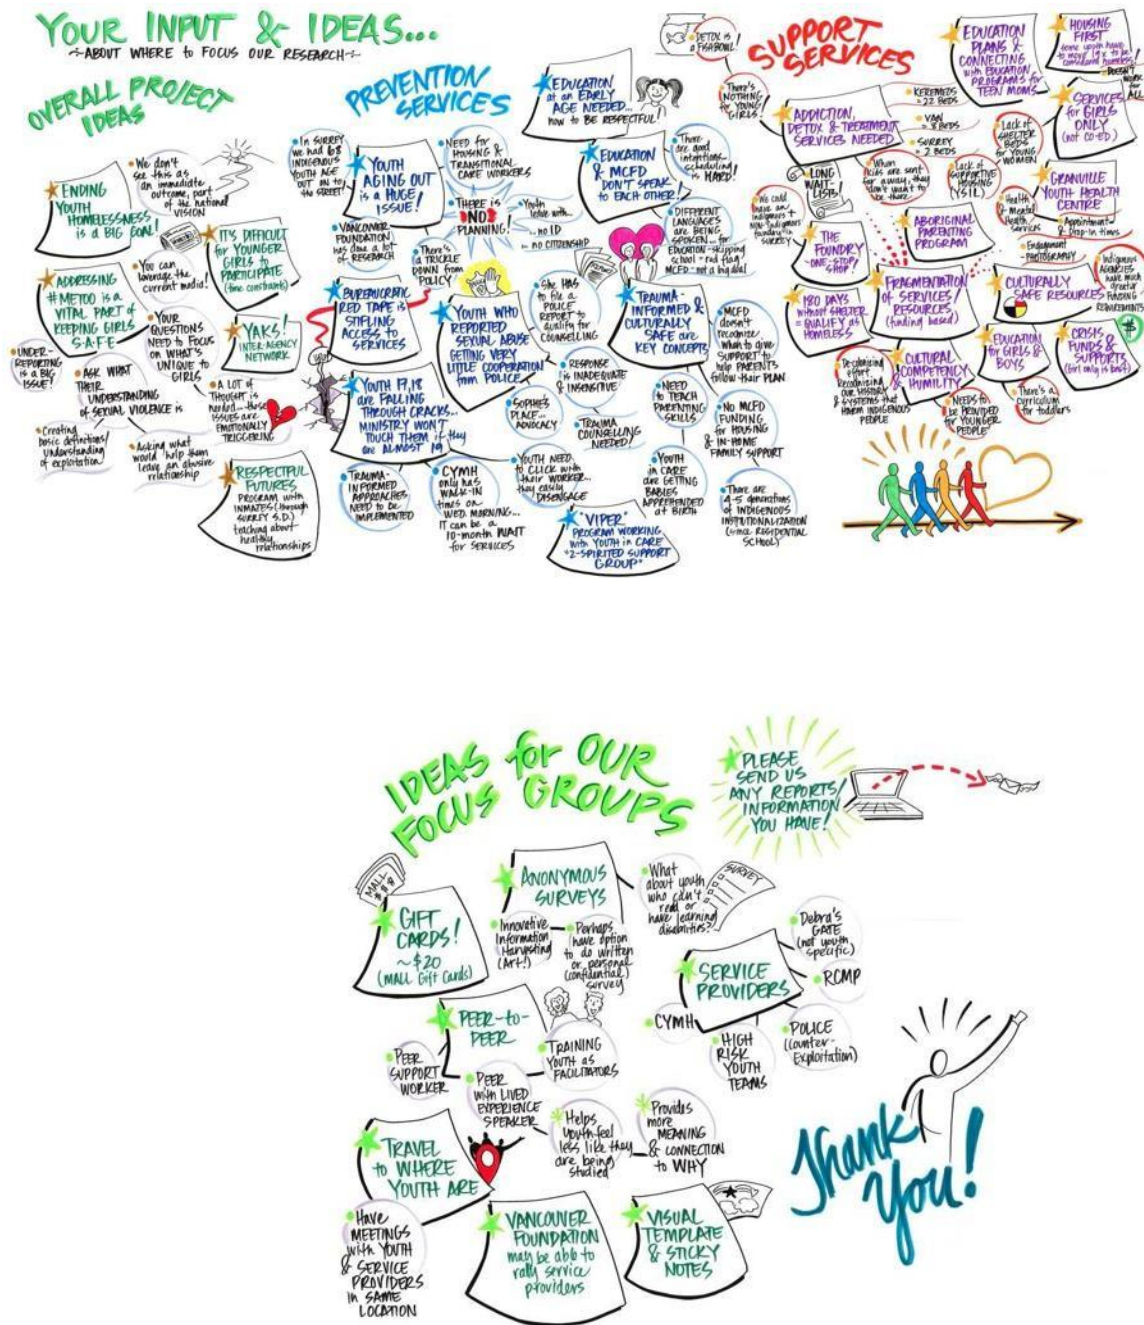 YOUR INPUT & IDEAS...
~ABOUT WHERE to FOCUS OUR RESEARCH~
OVERALL PROJECT
IDEAS
ENDING
YOUTH
HOMELESSNESS
is a BIG GOAL!
We don't
see this as
an immediate
outcome, part
of the national
VISION
ADDRESSING
#METOO is a
VITAL PART of
KEEPING GIRLS
S.A.F.E
You can
leverage the
current media!
IT'S DIFFICULT
for YOUNGER
GIRLS to
PARTICIPATE
(time constraints)
YOUR
QUESTIONS
NEED to FOCUS
on WHAT'S
UNIQUE to
GIRLS
YAKS!
INTER-AGENCY
NETWORK
UNDER-
REPORTING
is a BIG
ISSUE!
ASK WHAT
THEIR
UNDERSTANDING
of SEXUAL VIOLENCE is
A LOT of
THOUGHT is
needed... these
ISSUES are
EMOTIONALLY
TRIGGERING
Creating
basic definitions/
understanding
of exploitation
Asking what
would help them
leave an abusive
relationship
RESPECTFUL
FUTURES
PROGRAM with
INMATES (through
SURREY S.D.)
teaching about
healthy
relationships
PREVENTION
SERVICES
In SURREY
we had 68
INDIGENOUS
YOUTH AGE
OUT on to
the STREET
YOUTH
AGING OUT
is a HUGE
ISSUE!
NEED for
HOUSING &
TRANSITIONAL
CARE WORKERS
THERE is
NO
PLANNING!
Youth
leave with...
... no ID
... no CITIZENSHIP
VANCOUVER
FOUNDATION
has done a lot
of RESEARCH
There's
a TRICKLE
DOWN from
POLICY
BUREAUCRATIC
RED TAPE is
STIFLING
ACCESS to
SERVICES
YOUTH WHO
REPORTED
SEXUAL ABUSE
GETTING VERY
LITTLE COOPERATION
from POLICE
She HAS
to file a
POLICE
REPORT to
qualify for
COUNSELLING
RESPONSE
is INADEQUATE
& INSENSITIVE
YOUTH 17, 18
are FALLING
THROUGH CRACKS...
MINISTRY WON'T
TOUCH THEM if they
are ALMOST 19
SOPHIE'S
PLACE...
ADVOCACY
TRAUMA
COUNSELLING
NEEDED!
TRAUMA-
INFORMED
APPROACHES
NEED to be
IMPLEMENTED
CYMH
only has
WALK-IN
times on
WED. MORNING...
IT can be a
10-month WAIT
for SERVICES
YOUTH NEED
to CLICK with
their WORKER...
they easily
DISENGAGE
"VIPER"
PROGRAM WORKING
with YOUTH in CARE
"2-SPIRITED SUPPORT
GROUP"
EDUCATION
at an EARLY
AGE NEEDED...
how to BE RESPECTFUL!
EDUCATION
& MCFD
DON'T SPEAK
to EACH OTHER!
There
are good
intentions...
scheduling
is HARD!
DIFFERENT
LANGUAGES
are BEING
SPOKEN... for
EDUCATION-skipping
school = red flag
MCFD - not a big deal
REPORT
TRAUMA-
INFORMED &
CULTURALLY
SAFE are
KEY CONCEPTS
MCFD
doesn't
recognize
when to give
SUPPORT to
help PARENTS
follow their PLAN
NEED
to TEACH
PARENTING
SKILLS
NO MCFD
FUNDING
for HOUSING
& IN-HOME
FAMILY SUPPORT
YOUTH
in CARE
are GETTING
BABIES
APPREHENDED
at BIRTH
There are
4-5 generations
of INDIGENOUS
INSTITUTIONALIZATION
(since RESIDENTIAL
SCHOOL)
SUPPORT
SERVICES
DETOX is
a FISHBOWL!
There's
NOTHING
for YOUNG
GIRLS!
ADDICTION,
DETOX & TREATMENT
SERVICES NEEDED
KEREMEOS
= 22 BEDS
VAN
= 8 BEDS
SURREY
= 2 BEDS
EDUCATION
PLANS &
CONNECTING
with EDUCATION
PROGRAMS for
TEEN MOMS
HOUSING
FIRST
some youth have
to move 14x to be
considered homeless
DOESN'T
WORK
for ALL
SERVICES
for GIRLS
ONLY
(not CO-ED)
Lack of
SHELTER
BEDS
for YOUNG
WOMEN
LONG
WAIT-
LISTS!
When
kids are sent
far away, they
don't want to
be there
Lack of
SUPPORTIVE
HOUSING
(YSIL)
GRANVILLE
YOUTH HEALTH
CENTRE
Appointment
& Drop-In times
We could
have an
Indigenous +
non-Indigenous
foundry in
SURREY
ABORIGINAL
PARENTING
PROGRAM
Health
& Mental
Health
services
THE
FOUNDRY
-ONE-STOP
SHOP!
Engagement
-PHOTOGRAPHY
Indigenous
AGENCIES
have much
greater
FUNDING
REQUIREMENTS
FRAGMENTATION
of SERVICES/
RESOURCES
(funding based)
CULTURALLY
SAFE RESOURCES
180 DAYS
without SHELTER
=QUALIFY as
HOMELESS
$
Decolonizing
effort
Recognizing
our HISTORY
& SYSTEMS that
HARM INDIGENOUS
PEOPLE
CULTURAL
COMPETENCY
& HUMILITY
EDUCATION
for GIRLS &
BOYS
CRISIS
FUNDS &
SUPPORTS
(Girl only is best)
NEEDS to
be PROVIDED
for YOUNGER
PEOPLE
There's a
curriculum
for toddlers
IDEAS for OUR
FOCUS GROUPS
PLEASE
SEND US
ANY REPORTS/
INFORMATION
YOU HAVE!
MALL
$$$
GIFT
CARDS!
~$20
(MALL Gift Cards)
ANONYMOUS
SURVEYS
What
about youth
who can't
read or
have learning
disabilities?
SURVEY
Innovative
Information
Harvesting
(Art!)
Perhaps
have option
to do written
or personal
(confidential)
survey
SERVICE
PROVIDERS
Debra's
GATE
(not youth
specific)
RCMP
POLICE
(Counter-
Exploitation)
HIGH
RISK
YOUTH
TEAMS
CYMH
PEER-to-
PEER
PEER
SUPPORT
WORKER
PEER
with LIVED
EXPERIENCE
SPEAKER
TRAINING
YOUTH as
FACILITATORS
Helps
youth feel
less like they
are being
studied
Provides
more
MEANING
& CONNECTION
to WHY
TRAVEL
to WHERE
YOUTH ARE
Have
MEETINGS
with YOUTH
& SERVICE
PROVIDERS
in SAME
LOCATION
VANCOUVER
FOUNDATION
may be able to
rally service
providers
VISUAL
TEMPLATE
& STICKY
NOTES
Thank
You!